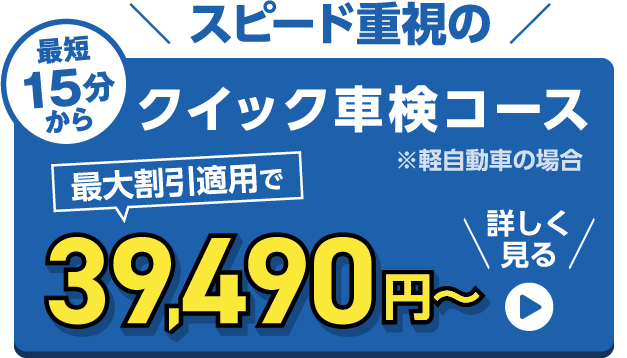 ＼ スピード重視の ／
最短
15分
から
クイック車検コース
※軽自動車の場合
最大割引適用で
39,490円〜
＼ 詳しく
見る ／